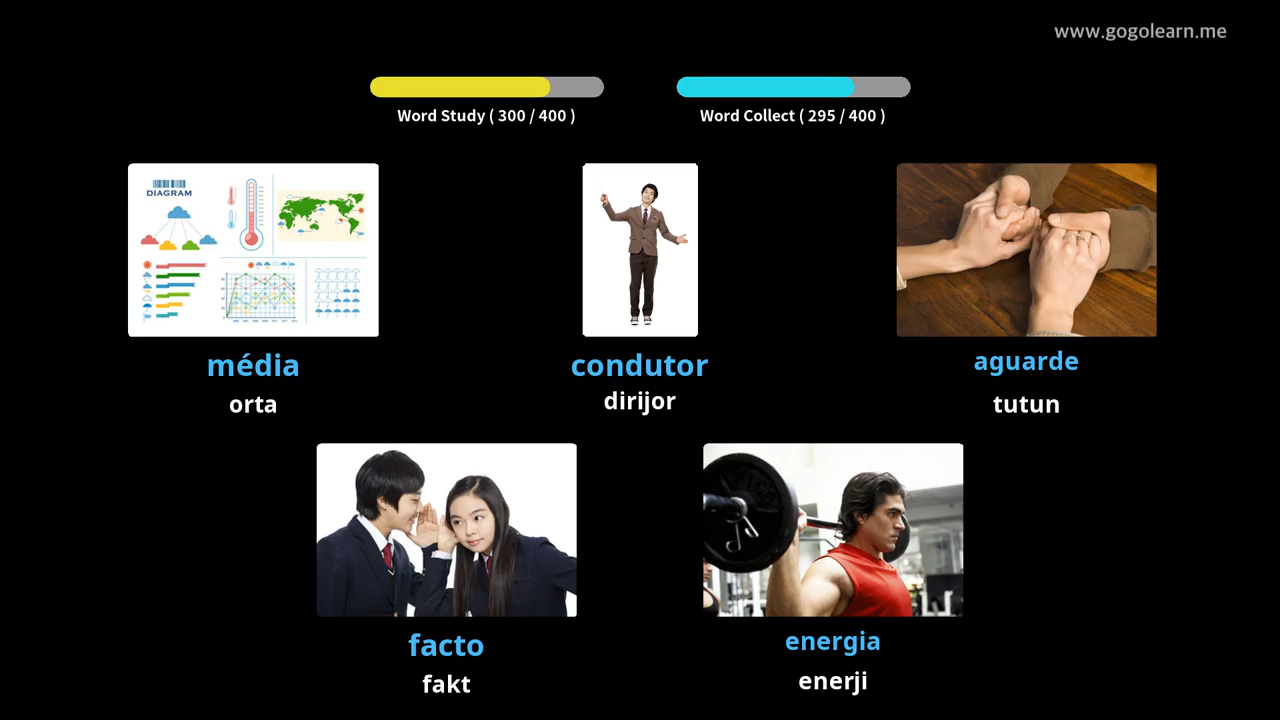 www.gogolearn.me
Word Study ( 300 / 400 )
Word Collect ( 295 / 400 )
DIAGRAM
média
orta
condutor
dirijor
aguarde
tutun
facto
fakt
energia
enerji